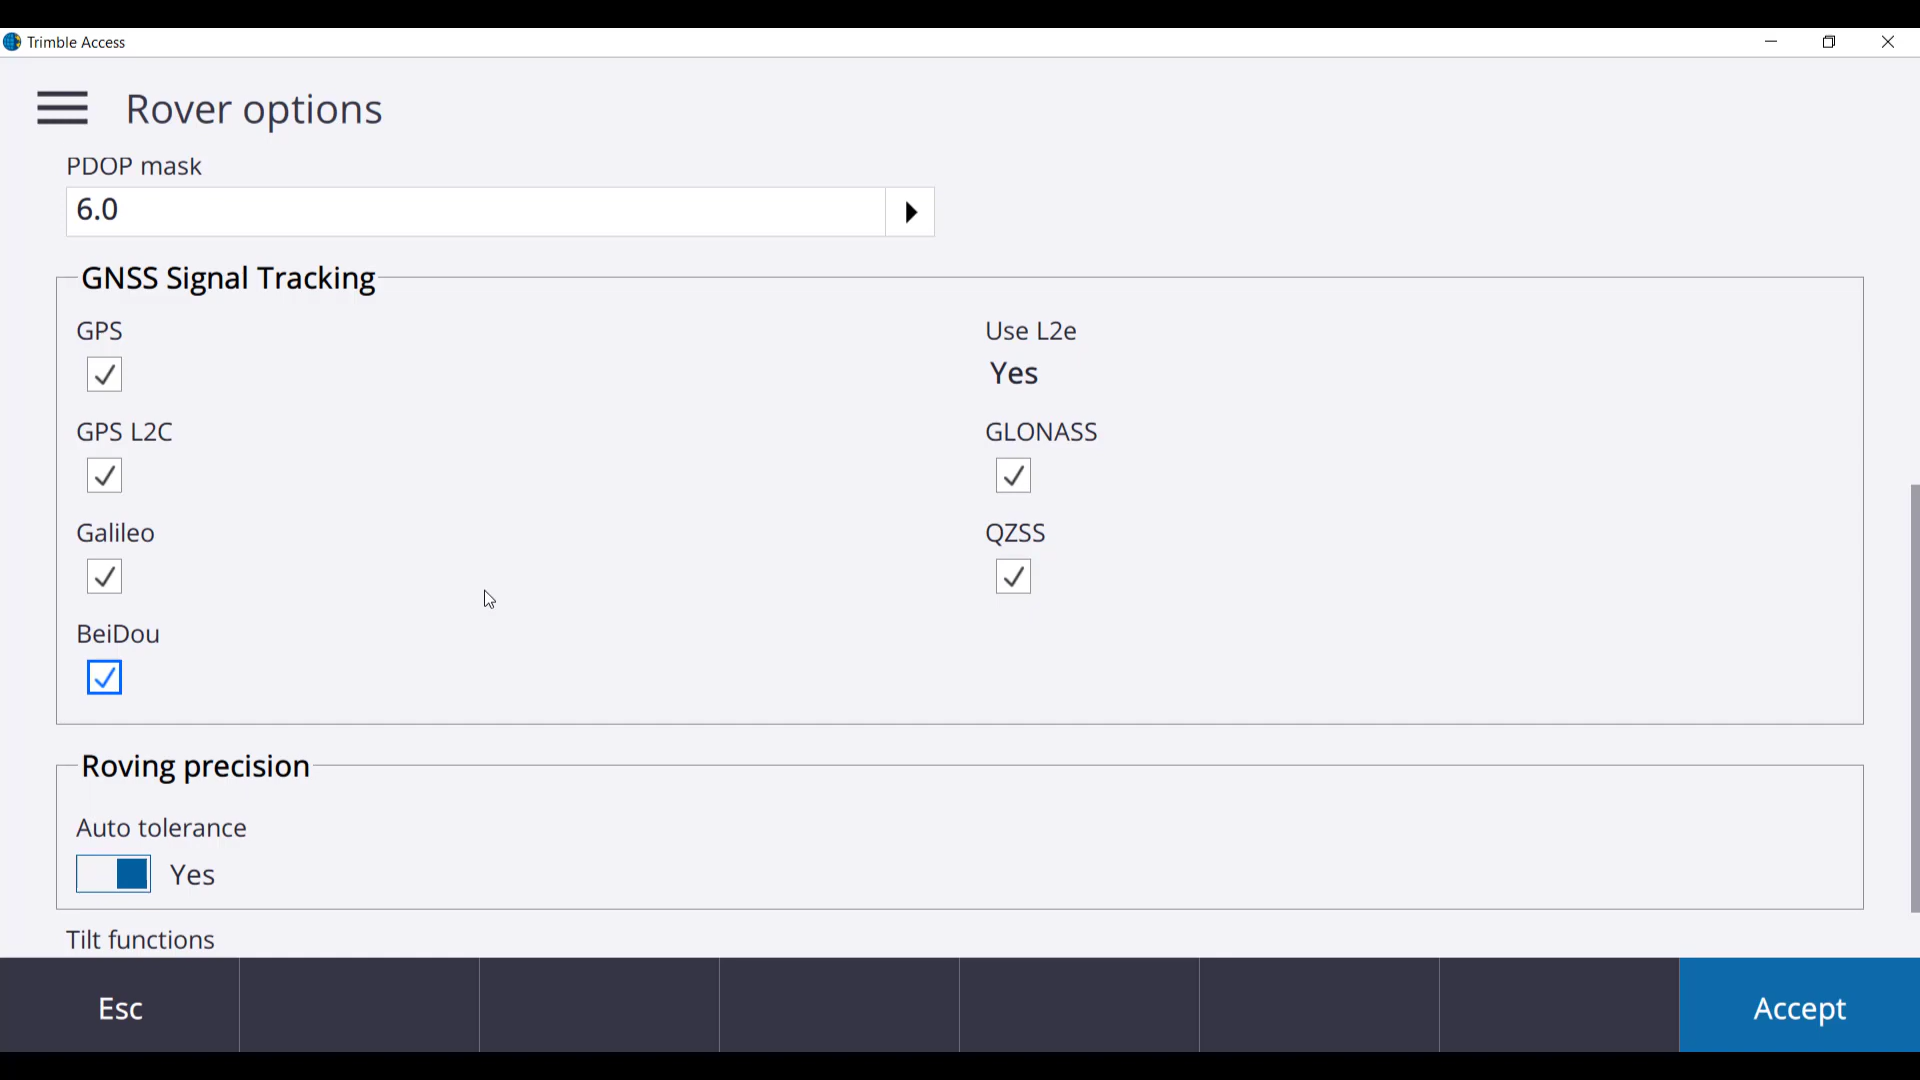 Trimble Access
Rover options
PDOP mask
6.0
GNSS Signal Tracking
GPS
Use L2e
Yes
GPS L2C
GLONASS
Galileo
QZSS
BeiDou
Roving precision
Auto tolerance
Yes
Tilt functions
Esc
Accept